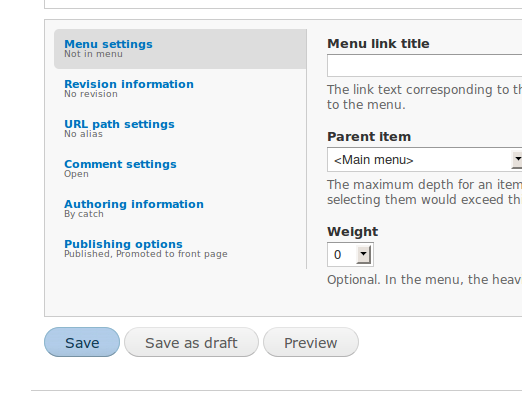 Menu settings
Not in menu
Revision information
No revision
URL path settings
No alias
Comment settings
Open
Authoring information
By catch
Publishing options
Published, Promoted to front page
Menu link title
The link text corresponding to
to the menu.
Parent item
<Main menu>
The maximum depth for an item
selecting them would exceed
Weight
0
Optional. In the menu, the
Save
Save as draft
Preview